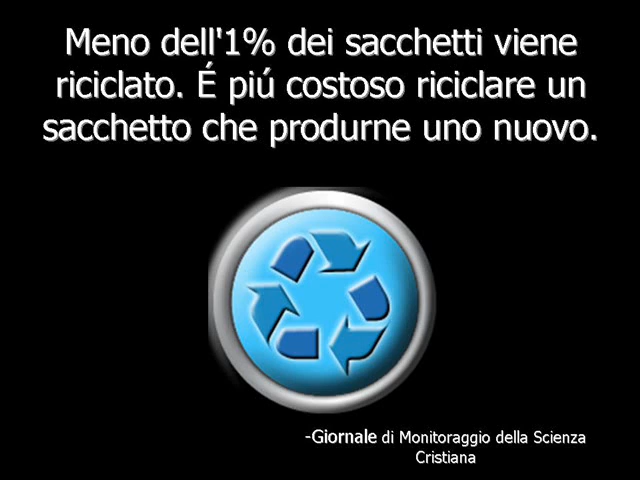 Meno dell'1% dei sacchetti viene
riciclato. É piú costoso riciclare un
sacchetto che produrne uno nuovo.
-Giornale di Monitoraggio della Scienza
Cristiana